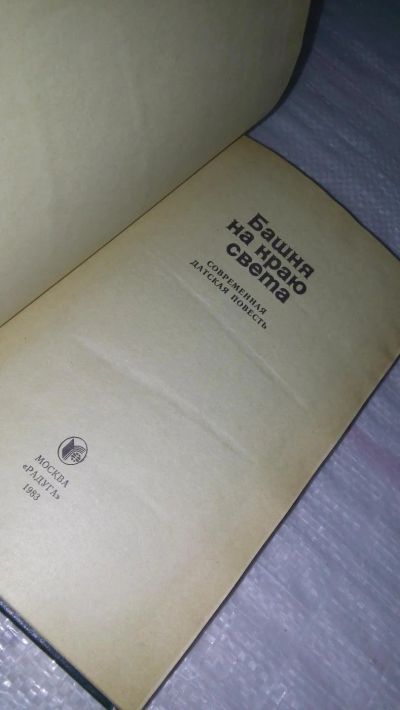 Башня
на краю
света
СОВРЕМЕННАЯ
ДАТСКАЯ ПОВЕСТЬ
МОСКВА
«РАДУГА»
1983